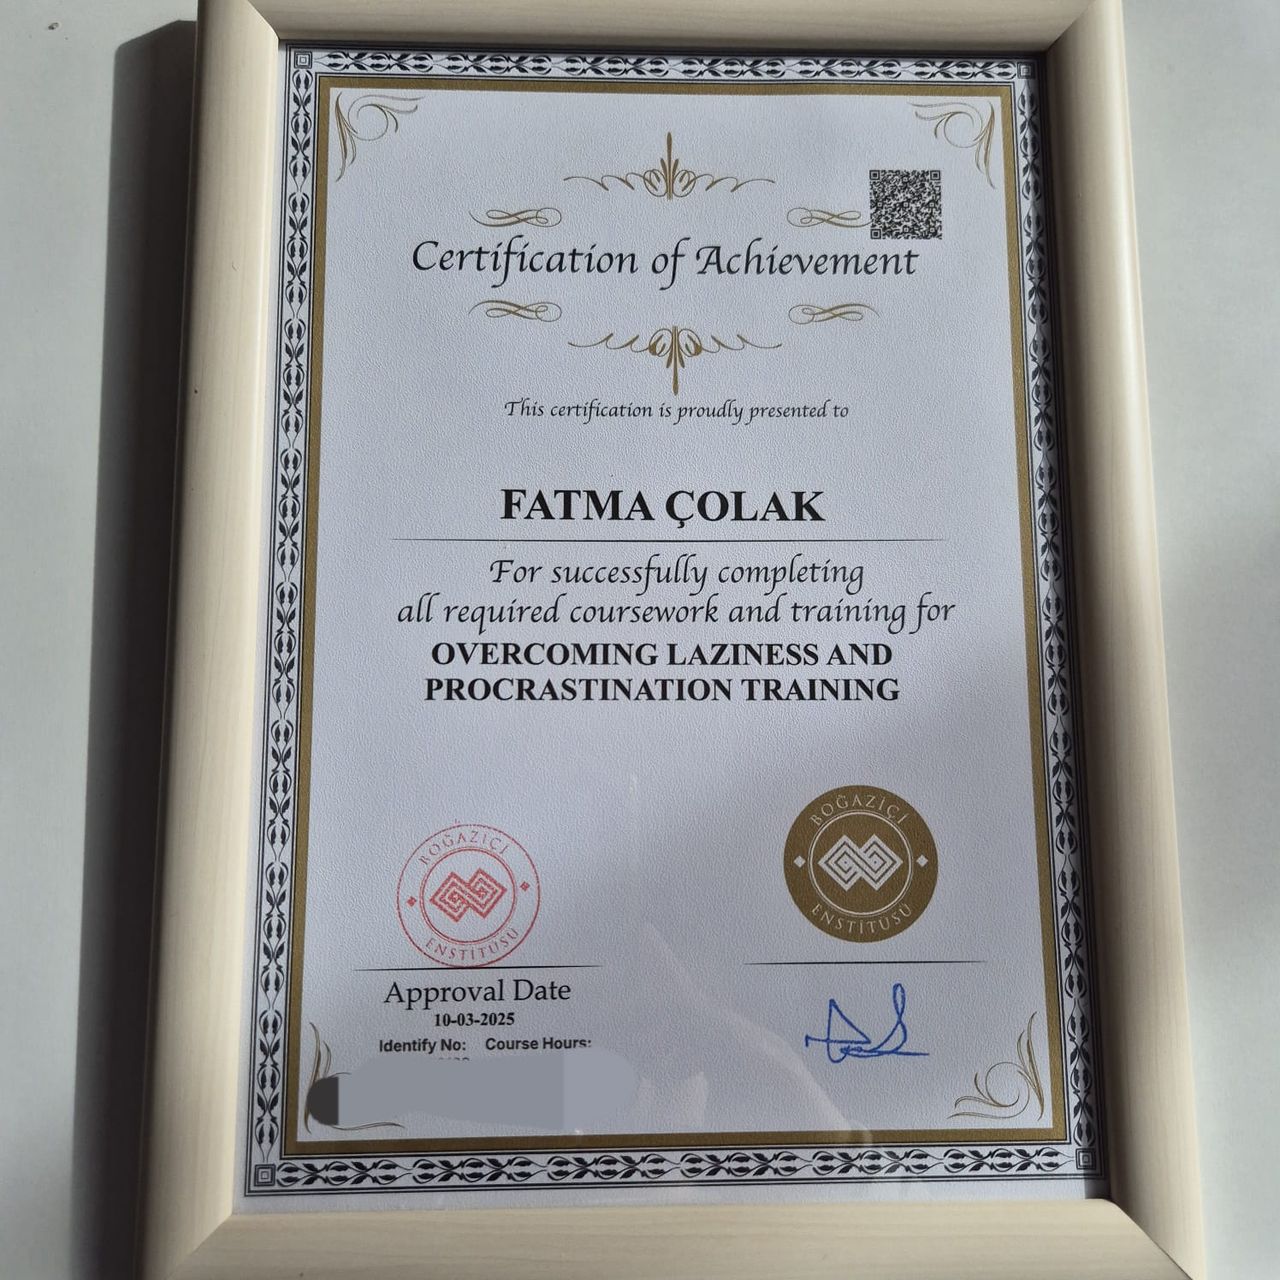 Certification of Achievement
This certification is proudly presented to
FATMA ÇOLAK
For successfully completing
all required coursework and training for
OVERCOMING LAZINESS AND
PROCRASTINATION TRAINING
BOĞAZİÇİ
ENSTİTÜSÜ
BOĞAZİÇİ
ENSTİTÜSÜ
Approval Date
10-03-2025
Identify No: Course Hours: